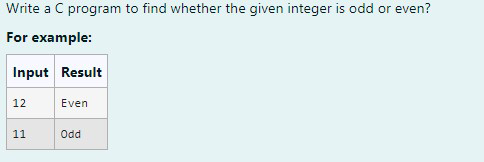 Write a C program to find whether the given integer is odd or even?
For example:
Input Result
12 Even
11 Odd